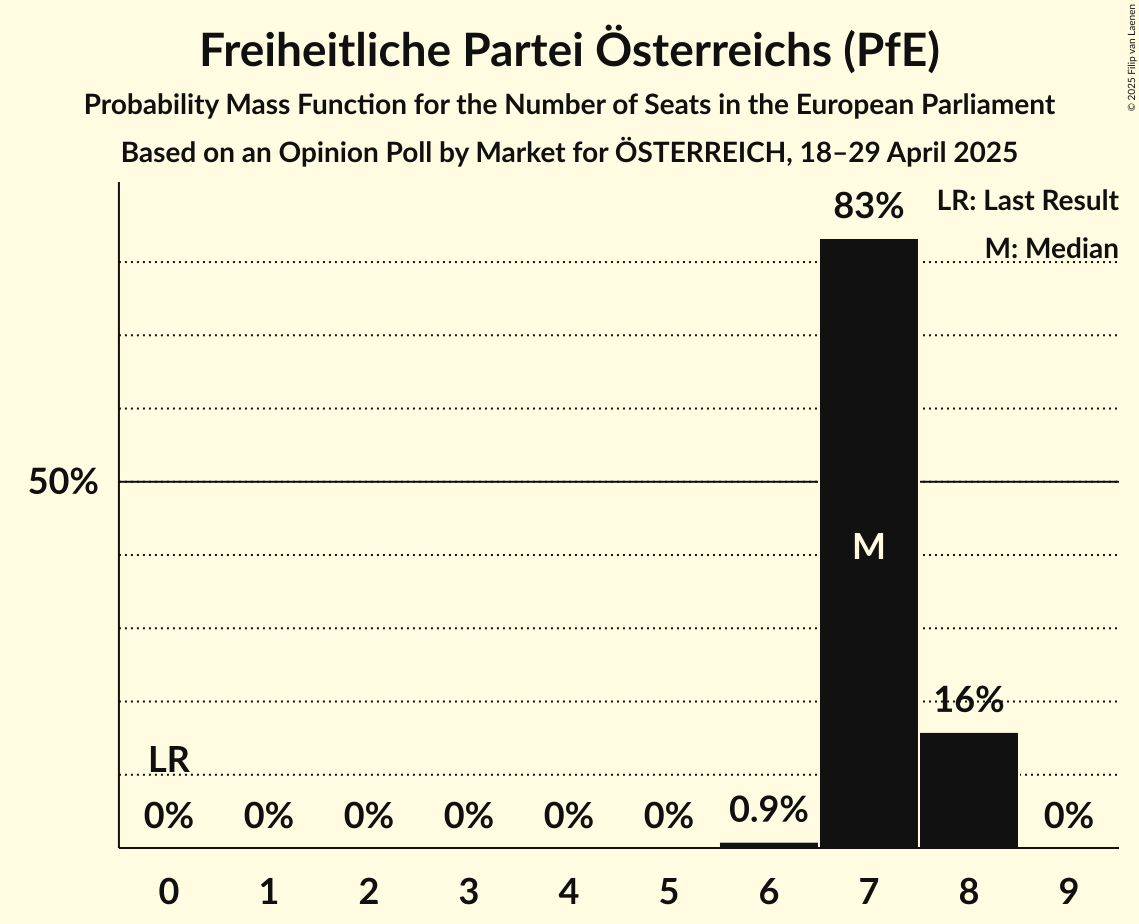 Freiheitliche Partei Österreichs (PfE)
Probability Mass Function for the Number of Seats in the European Parliament
Based on an Opinion Poll by Market for ÖSTERREICH, 18–29 April 2025
© 2025 Filip van Laenen
LR: Last Result
M: Median
83%
50%
M
16%
LR
0% 0% 0% 0% 0% 0% 0.9% 0%
0 1 2 3 4 5 6 7 8 9